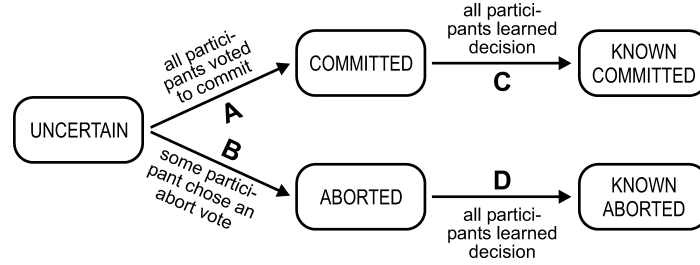 UNCERTAIN
all partici-
pants voted
to commit
A
B
some partici-
pant chose an
abort vote
COMMITTED
all partici-
pants learned
decision
C
KNOWN
COMMITTED
ABORTED
D
all partici-
pants learned
decision
KNOWN
ABORTED